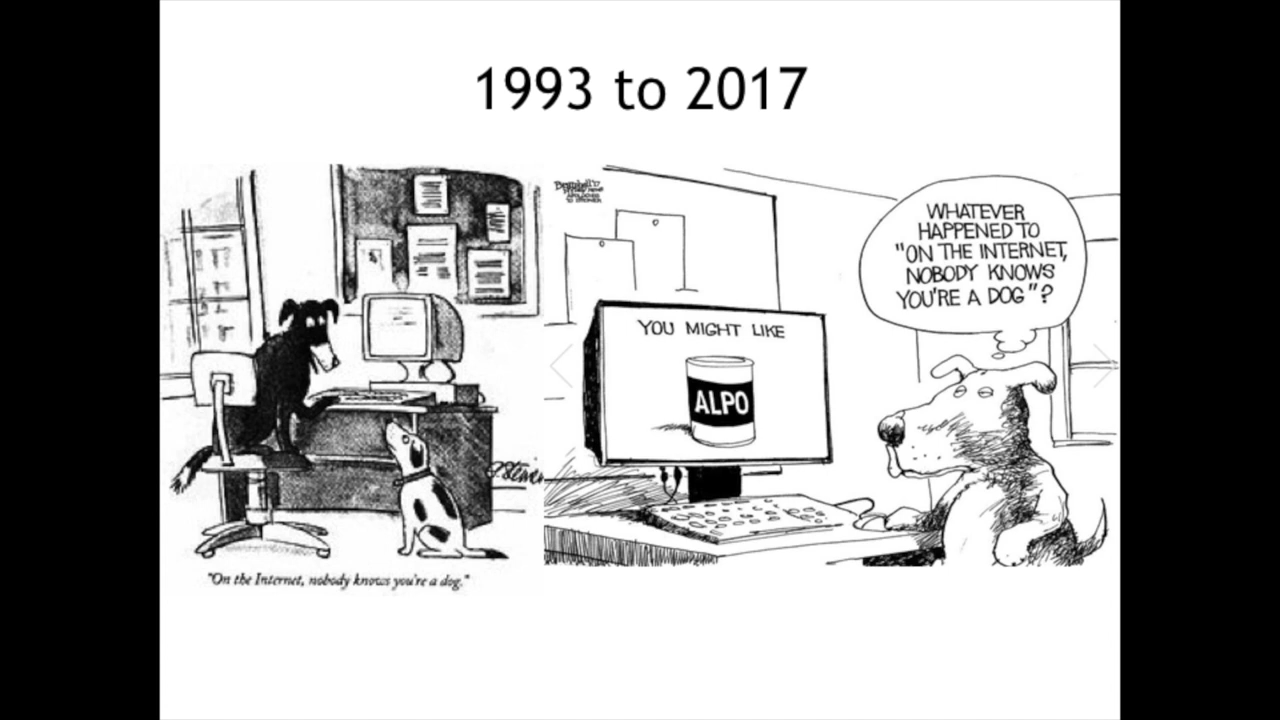 1993 to 2017
"On the Internet, nobody knows you're a dog."
YOU MIGHT LIKE
ALPO
WHATEVER
HAPPENED TO
"ON THE INTERNET,
NOBODY KNOWS
YOU'RE A DOG"?